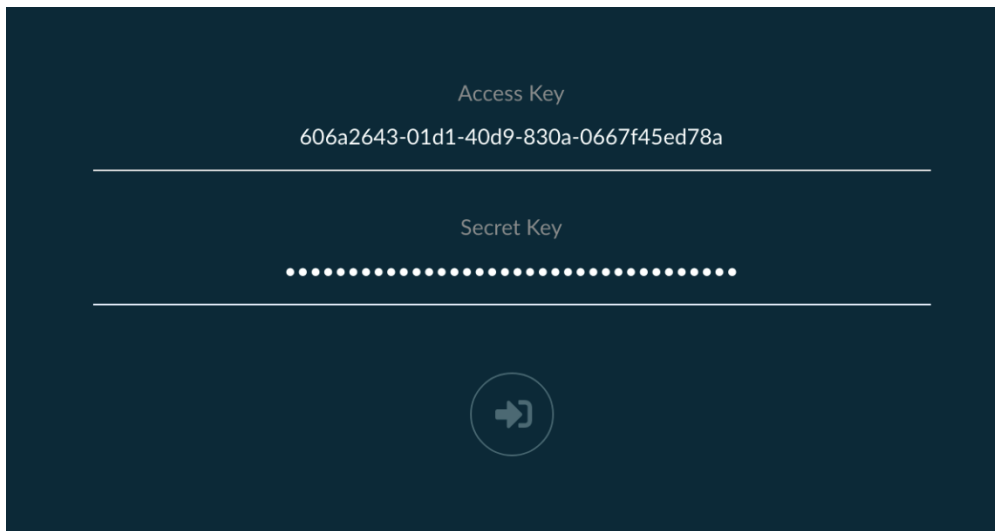 Access Key
606a2643-01d1-40d9-830a-0667f45ed78a
Secret Key
••••••••••••••••••••••••••••••••••••